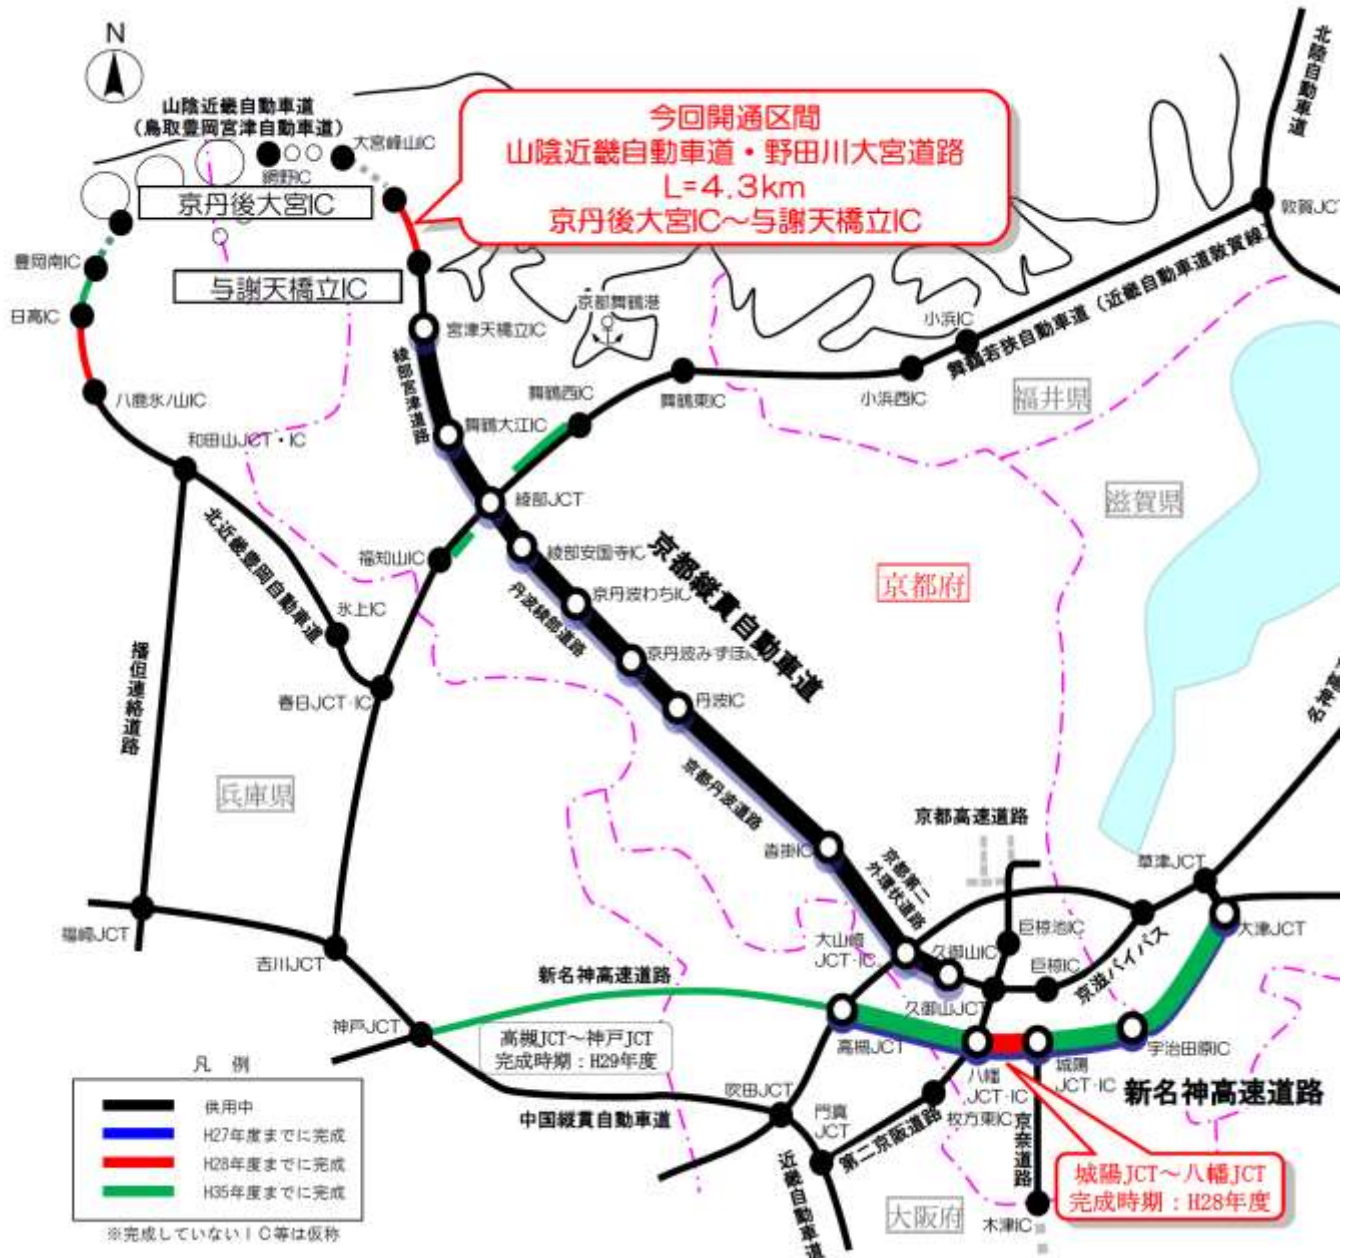 N
山陰近畿自動車道
(鳥取豊岡宮津自動車道)
大宮峰山IC
網野IC
京丹後大宮IC
与謝天橋立IC
今回開通区間
山陰近畿自動車道・野田川大宮道路
L=4.3km
京丹後大宮IC～与謝天橋立IC
北陸自動車道
敦賀JCT
豊岡南IC
日高IC
八鹿氷ノ山IC
和田山JCT・IC
宮津天橋立IC
綾部宮津道路
京都舞鶴港
舞鶴西IC
舞鶴東IC
舞鶴大江IC
小浜IC
小浜西IC
舞鶴若狭自動車道（近畿自動車道敦賀線）
福井県
滋賀県
京都府
綾部JCT
綾部安国寺IC
福知山IC
北近畿豊岡自動車道
氷上IC
京都縦貫自動車道
京丹波わちIC
丹波綾部道路
京丹波みずほIC
丹波IC
春日JCT・IC
播但連絡道路
兵庫県
京都丹波道路
沓掛IC
京都第二
外環状道路
京都高速道路
草津JCT
大津JCT
福崎JCT
吉川JCT
大山崎
JCT・IC
久御山IC
巨椋池IC
巨椋IC
京滋バイパス
久御山JCT
新名神高速道路
神戸JCT
高槻JCT～神戸JCT
完成時期：H29年度
高槻JCT
八幡
JCT・IC
城陽
JCT・IC
宇治田原IC
新名神高速道路
吹田JCT
中国縦貫自動車道
門真
JCT
枚方東IC
第二京阪道路
京奈道路
近畿自動車道
城陽JCT～八幡JCT
完成時期：H28年度
大阪府
木津IC
凡 例
供用中
H27年度までに完成
H28年度までに完成
H35年度までに完成
※完成していないＩＣ等は仮称